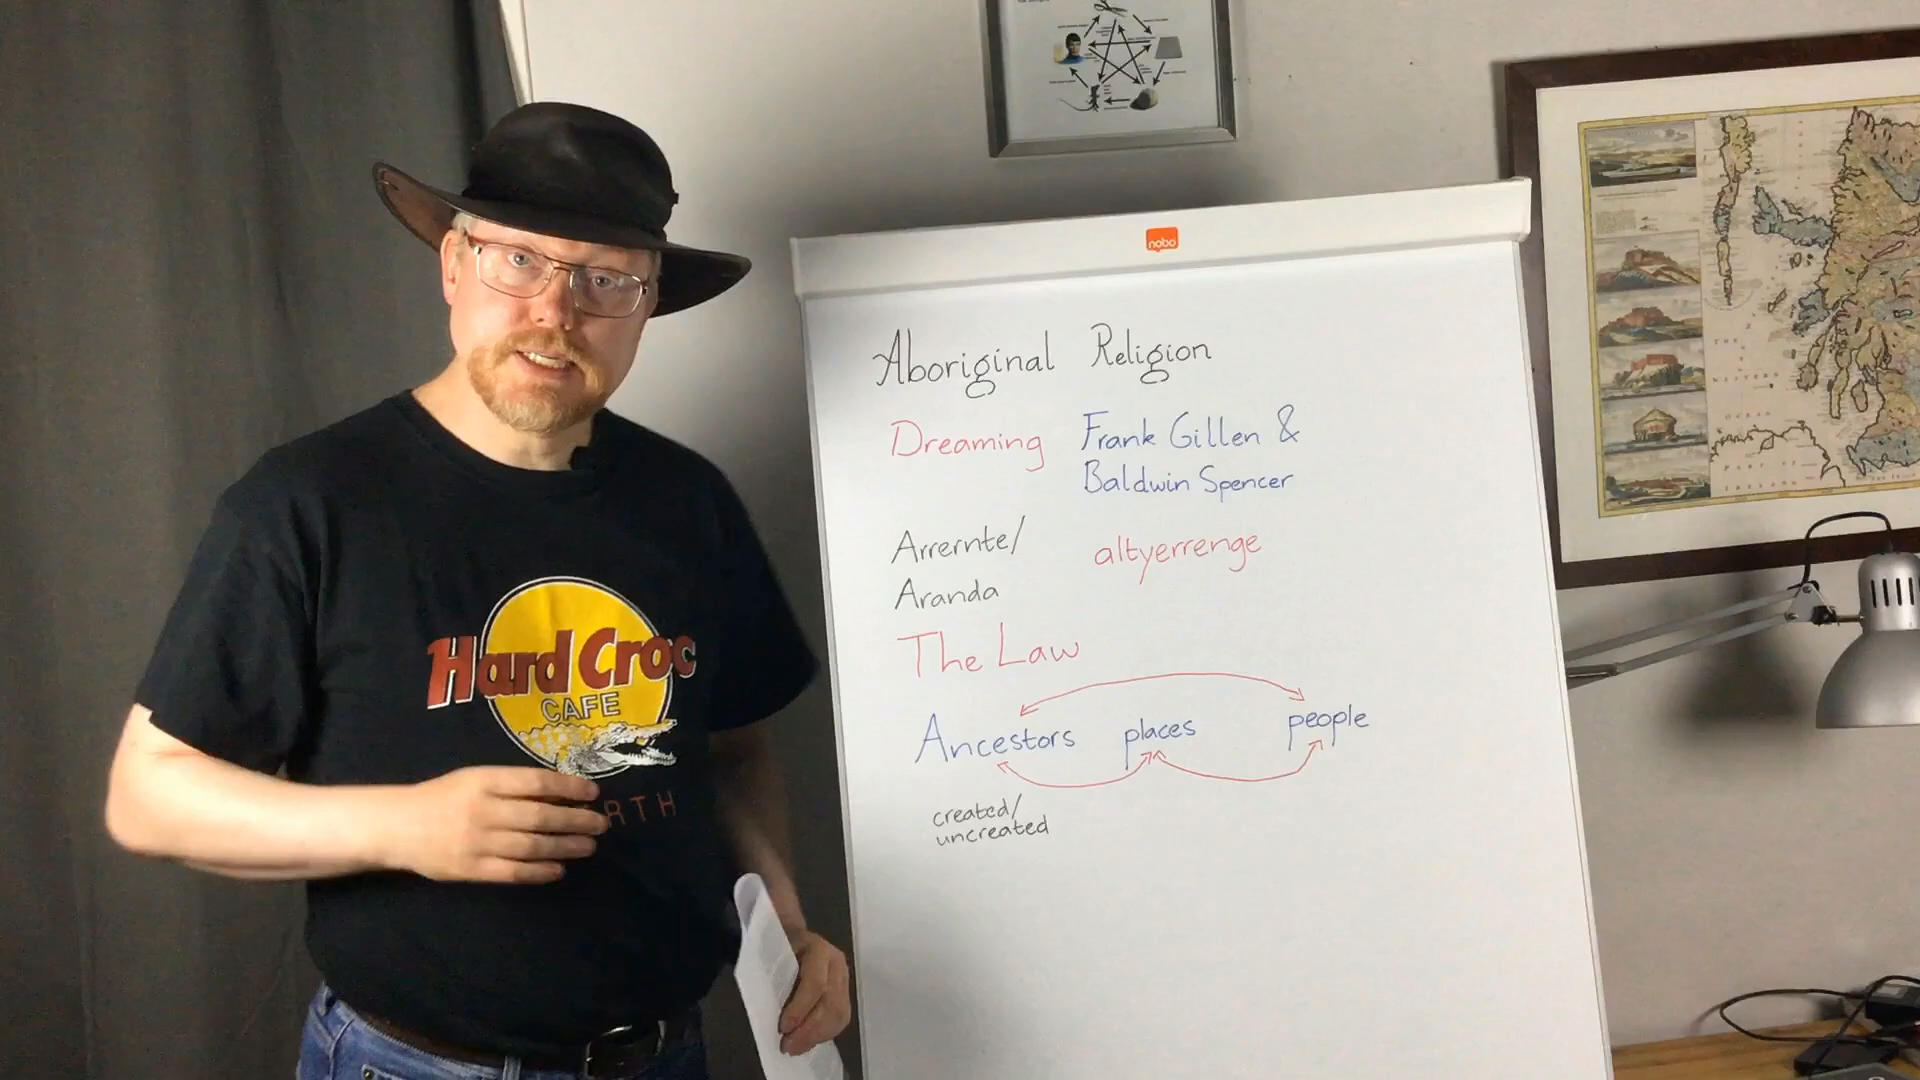 nobo
Aboriginal Religion
Dreaming Frank Gillen &
Baldwin Spencer
Arrernte/ altyerrenge
Aranda
The Law
Ancestors places people
created/
uncreated
Hard Croc
CAFE
RTH